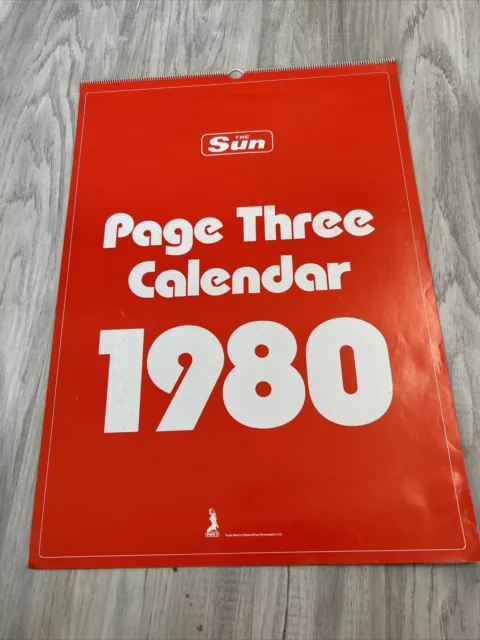 THE
Sun
Page Three
Calendar
1980